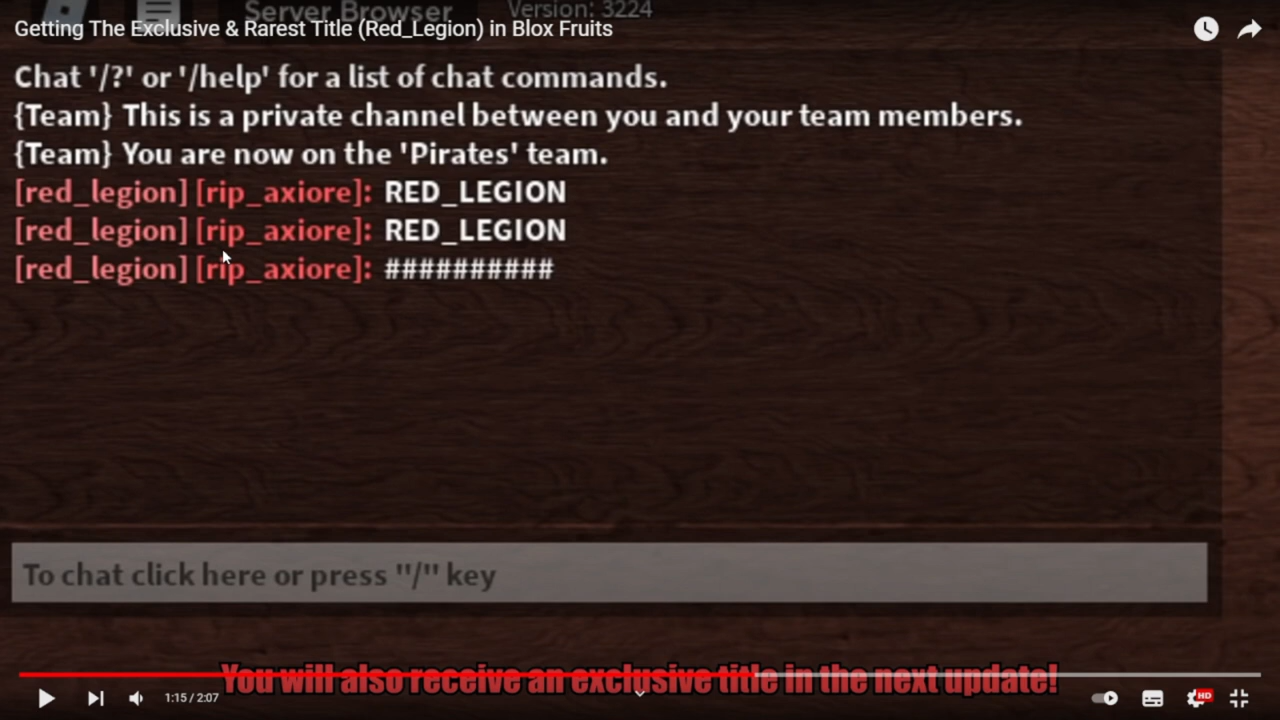 Server Browser
Version: 3224
Getting The Exclusive & Rarest Title (Red_Legion) in Blox Fruits
Chat '/?' or '/help' for a list of chat commands.
{Team} This is a private channel between you and your team members.
{Team} You are now on the 'Pirates' team.
[red_legion] [rip_axiore]: RED_LEGION
[red_legion] [rip_axiore]: RED_LEGION
[red_legion] [rip_axiore]: ##########
To chat click here or press "/" key
You will also receive an exclusive title in the next update!
1:15 / 2:07
HD